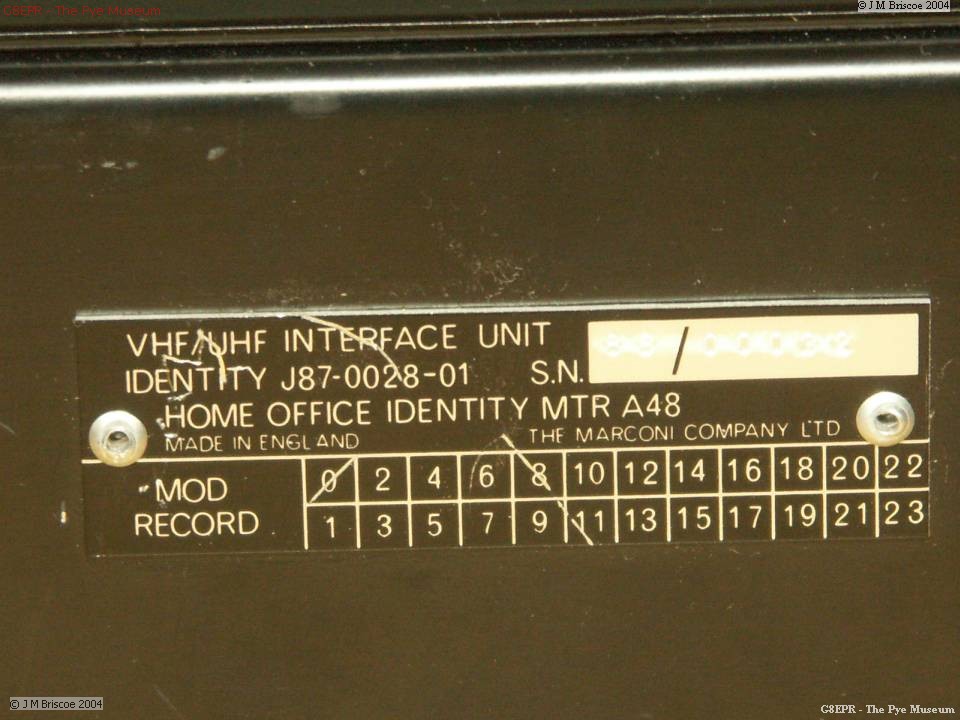 G8EPR - The Pye Museum
© J M Briscoe 2004
VHF/UHF INTERFACE UNIT
IDENTITY J87-0028-01 S.N. 88/00032
HOME OFFICE IDENTITY MTR A48
MADE IN ENGLAND THE MARCONI COMPANY LTD
MOD RECORD
0 2 4 6 8 10 12 14 16 18 20 22
1 3 5 7 9 11 13 15 17 19 21 23
© J M Briscoe 2004
G8EPR - The Pye Museum